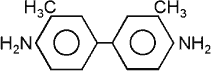 H₃C CH₃
H₂N NH₂